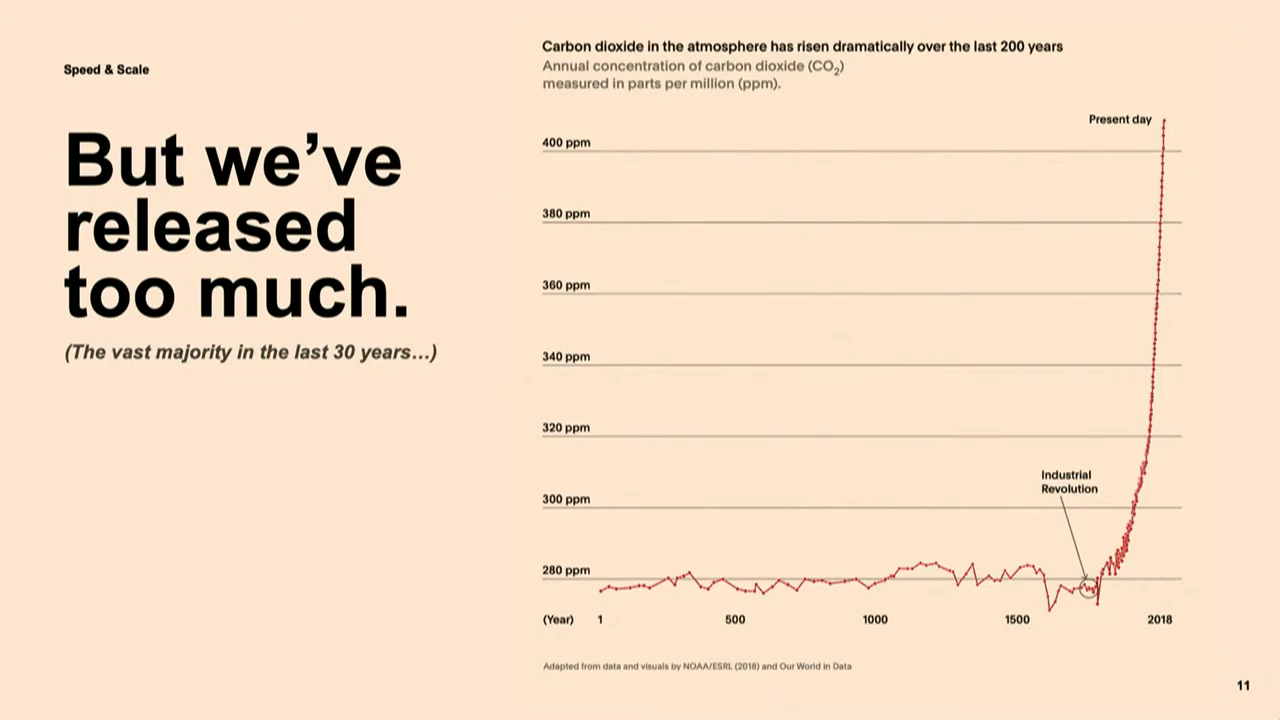 Speed & Scale
But we've
released
too much.
(The vast majority in the last 30 years...)
Carbon dioxide in the atmosphere has risen dramatically over the last 200 years
Annual concentration of carbon dioxide (CO₂)
measured in parts per million (ppm).
Present day
400 ppm
380 ppm
360 ppm
340 ppm
320 ppm
Industrial
Revolution
300 ppm
280 ppm
(Year) 1 500 1000 1500 2018
Adapted from data and visuals by NOAA/ESRL (2018) and Our World in Data
11